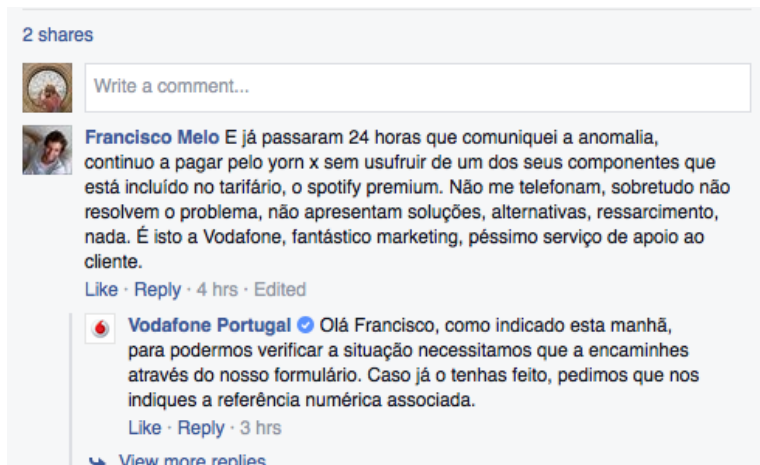 2 shares
Write a comment...
Francisco Melo E já passaram 24 horas que comuniquei a anomalia,
continuo a pagar pelo yorn x sem usufruir de um dos seus componentes que
está incluído no tarifário, o spotify premium. Não me telefonam, sobretudo não
resolvem o problema, não apresentam soluções, alternativas, ressarcimento,
nada. É isto a Vodafone, fantástico marketing, péssimo serviço de apoio ao
cliente.
Like · Reply · 4 hrs · Edited
Vodafone Portugal Olá Francisco, como indicado esta manhã,
para podermos verificar a situação necessitamos que a encaminhes
através do nosso formulário. Caso já o tenhas feito, pedimos que nos
indiques a referência numérica associada.
Like · Reply · 3 hrs
View more replies